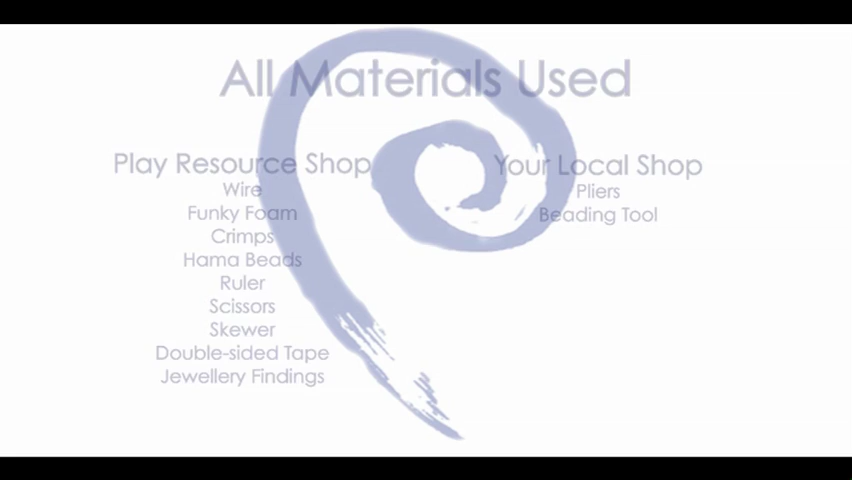 All Materials Used
Play Resource Shop
Wire
Funky Foam
Crimps
Hama Beads
Ruler
Scissors
Skewer
Double-sided Tape
Jewellery Findings
Your Local Shop
Pliers
Beading Tool